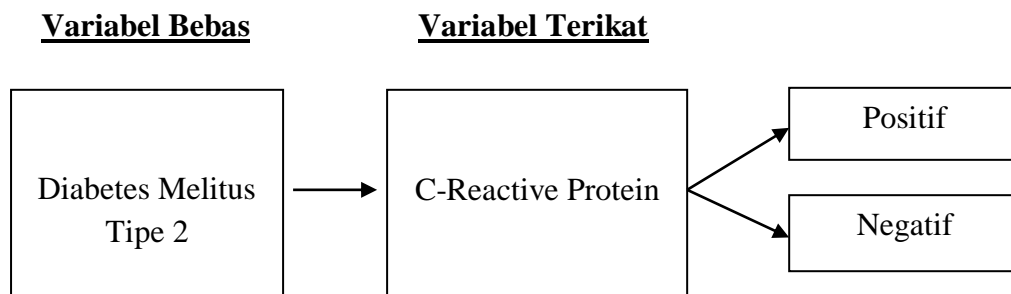 Variabel Bebas
Variabel Terikat
Diabetes Melitus
Tipe 2
C-Reactive Protein
Positif
Negatif